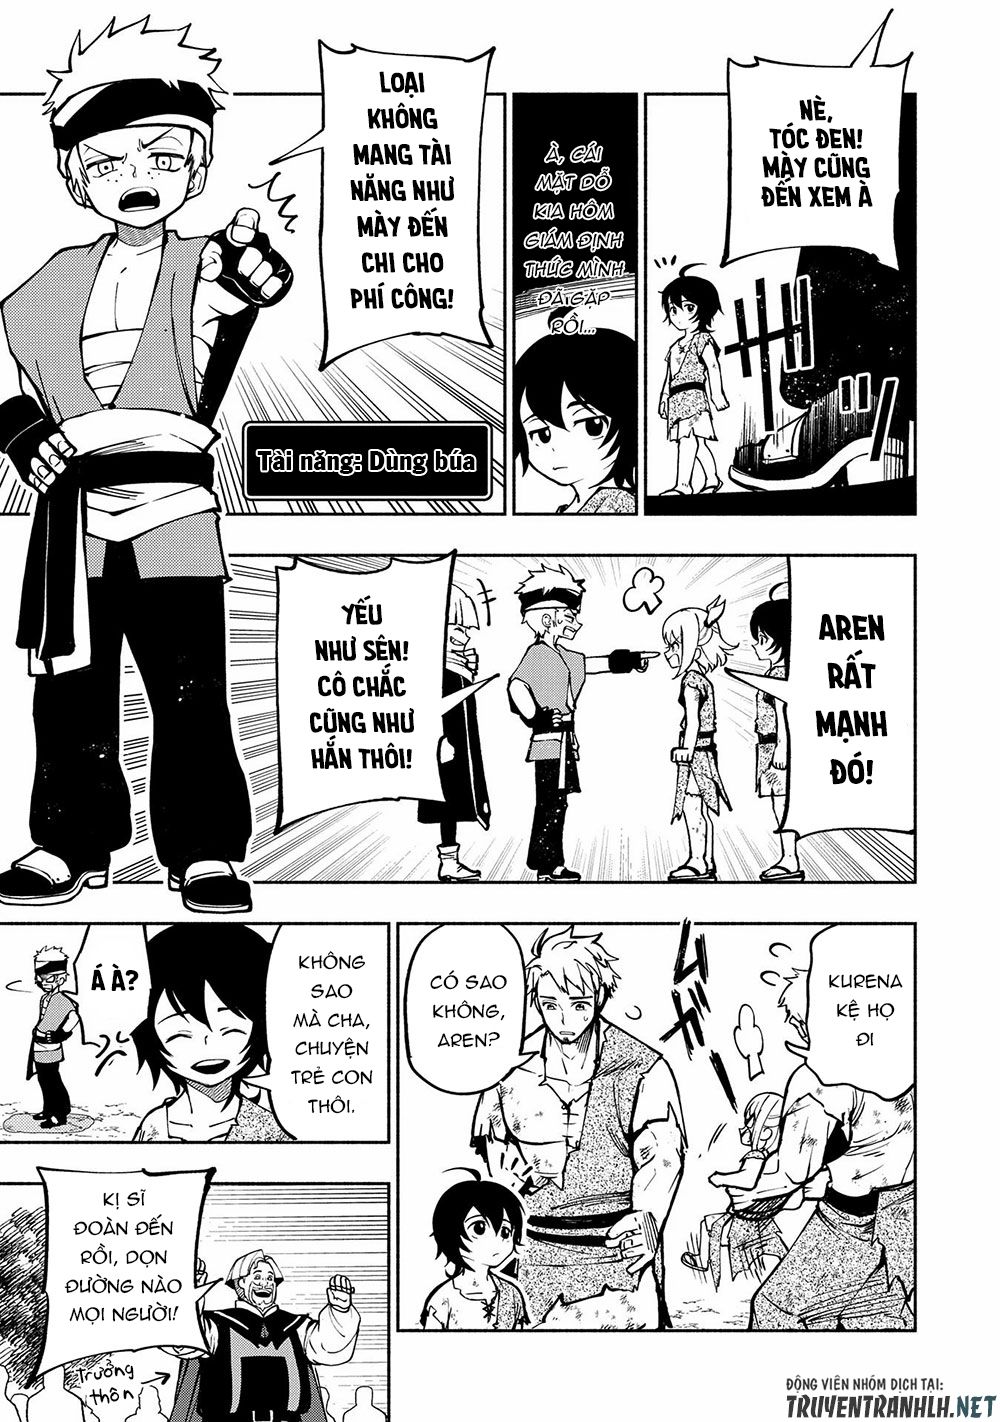 NÈ,
TÓC ĐEN!
MÀY CŨNG
ĐẾN XEM À
À, CÁI
MẶT DỖ
KIA HÔM
GIÁM ĐỊNH
THỨC MÌNH
ĐÃ GẶP
RỒI...
LOẠI
KHÔNG
MANG TÀI
NĂNG NHƯ
MÀY ĐẾN
CHI CHO
PHÍ CÔNG!
Tài năng: Dùng búa
AREN
RẤT
MẠNH
ĐÓ!
YẾU
NHƯ SÊN!
CÔ CHẮC
CŨNG NHƯ
HẮN THÔI!
KURENA
KỆ HỌ
ĐI
CÓ SAO
KHÔNG,
AREN?
KHÔNG
SAO
MÀ CHA,
CHUYỆN
TRẺ CON
THÔI.
Á À?
KỊ SĨ
ĐOÀN ĐẾN
RỒI, DỌN
ĐƯỜNG NÀO
MỌI NGƯỜI!
Trưởng
thôn
ĐỘNG VIÊN NHÓM DỊCH TẠI:
TRUYENTRANHLH.NET